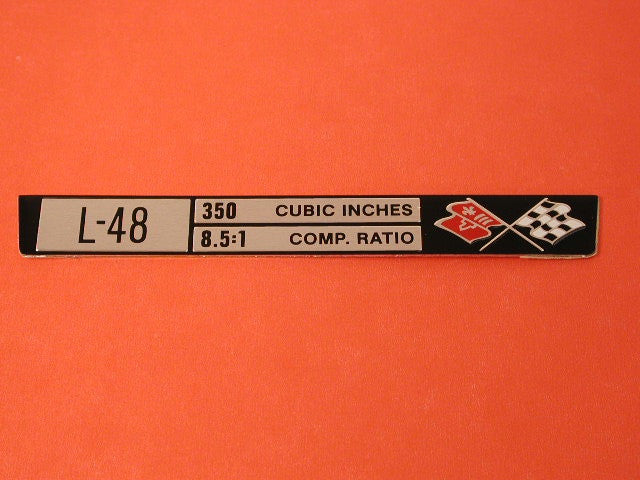 L-48
350 CUBIC INCHES
8.5:1 COMP. RATIO